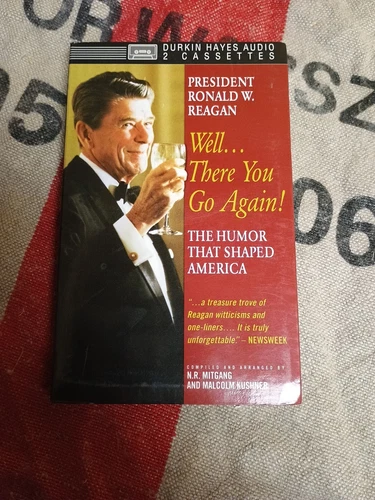 DURKIN HAYES AUDIO
2 CASSETTES
PRESIDENT
RONALD W.
REAGAN
Well...
There You
Go Again!
THE HUMOR
THAT SHAPED
AMERICA
"...a treasure trove of
Reagan witticisms and
one-liners.... It is truly
unforgettable."– NEWSWEEK
COMPILED AND ARRANGED BY
N.R. MITGANG
AND MALCOLM KUSHNER
06